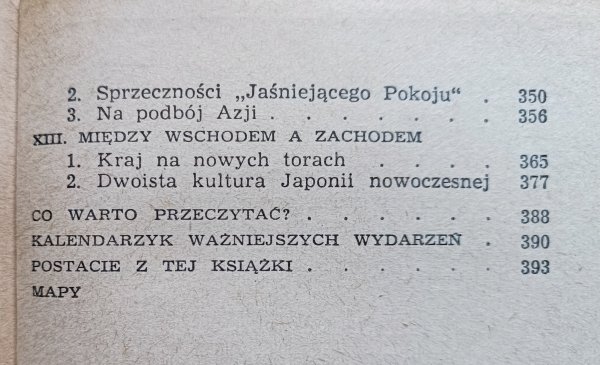 2. Sprzeczności „Jaśniejącego Pokoju“ . 350
3. Na podbój Azji . . . . . . 356
XIII. MIĘDZY WSCHODEM A ZACHODEM
1. Kraj na nowych torach . . . . 365
2. Dwoista kultura Japonii nowoczesnej 377
CO WARTO PRZECZYTAĆ? . . . . . . 388
KALENDARZYK WAŻNIEJSZYCH WYDARZEŃ . 390
POSTACIE Z TEJ KSIĄŻKI . . . . . . 393
MAPY